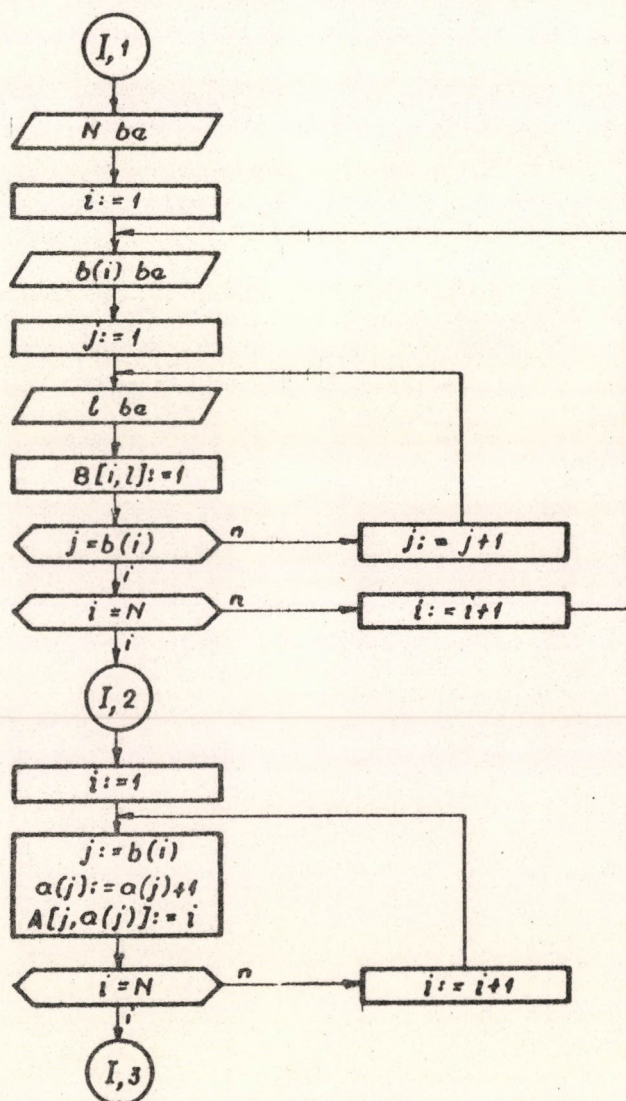 I, 1
N be
i := 1
b(i) be
j := 1
l be
B[i,l] := 1
j = b(i)
n
j := j+1
i
i = N
n
i := i+1
i
I, 2
i := 1
j := b(i)
a(j) := a(j)+1
A[j, a(j)] := i
i = N
n
i := i+1
i
I, 3